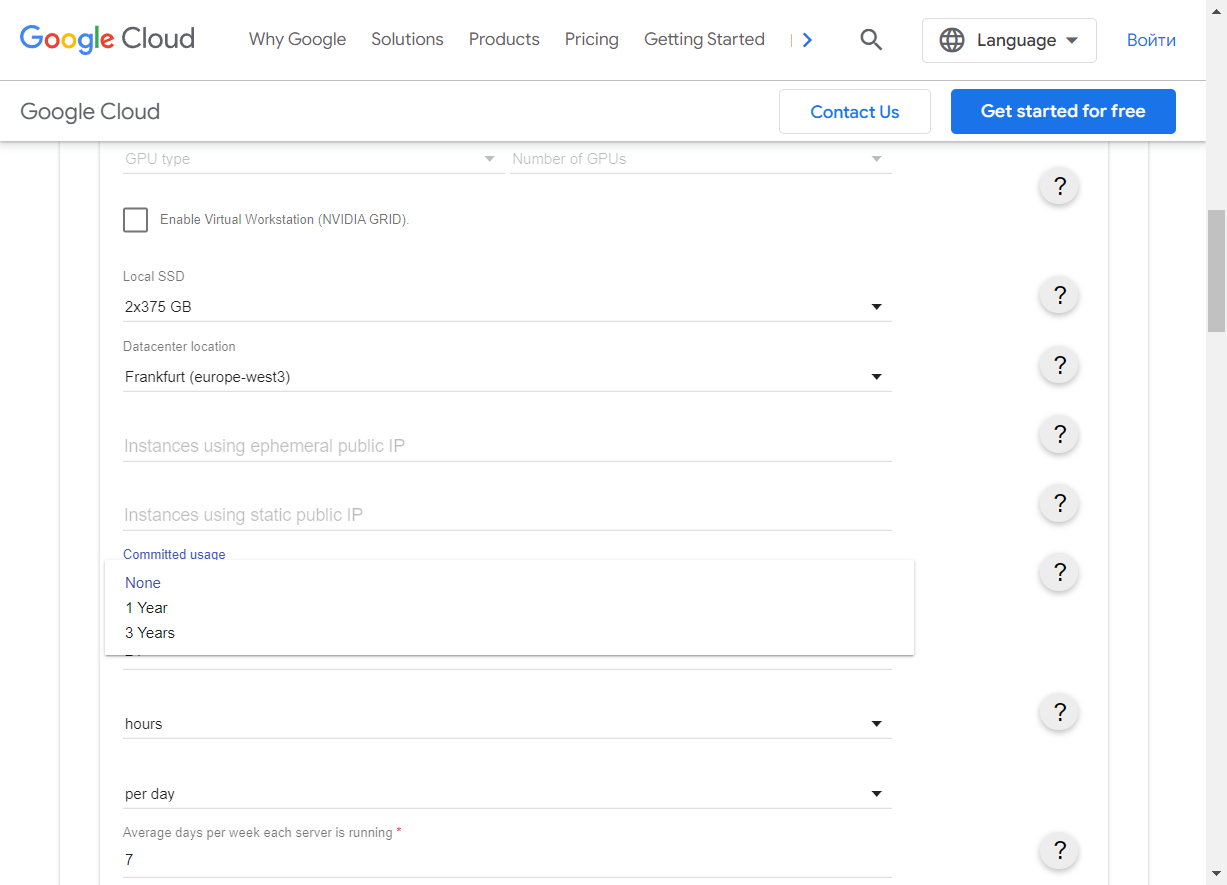 Google Cloud Why Google Solutions Products Pricing Getting Started Language Войти
Google Cloud Contact Us Get started for free
GPU type Number of GPUs
?
Enable Virtual Workstation (NVIDIA GRID).
Local SSD
2x375 GB
?
Datacenter location
Frankfurt (europe-west3)
?
Instances using ephemeral public IP
?
Instances using static public IP
?
Committed usage
?
None
1 Year
3 Years
hours
?
per day
Average days per week each server is running *
7
?